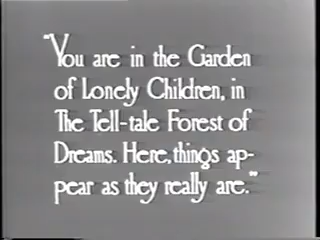 "You are in the Garden
of Lonely Children, in
The Tell-tale Forest of
Dreams. Here, things ap-
pear as they really are."